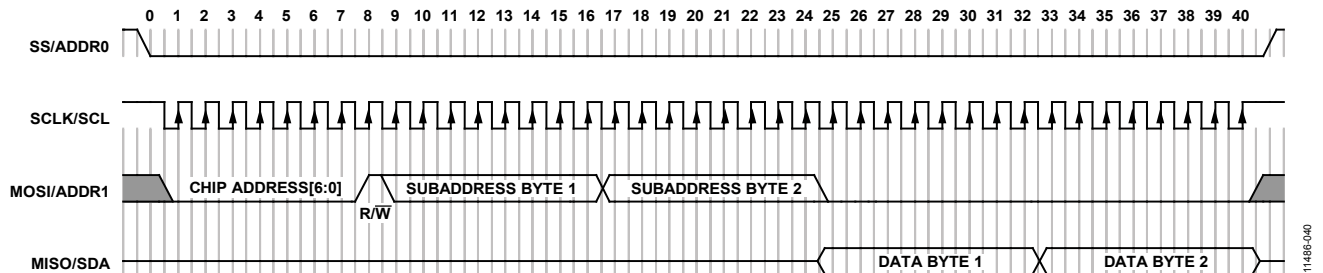 0 1 2 3 4 5 6 7 8 9 10 11 12 13 14 15 16 17 18 19 20 21 22 23 24 25 26 27 28 29 30 31 32 33 34 35 36 37 38 39 40
SS/ADDR0
SCLK/SCL
MOSI/ADDR1 CHIP ADDRESS[6:0] SUBADDRESS BYTE 1 SUBADDRESS BYTE 2
R/W̅
MISO/SDA DATA BYTE 1 DATA BYTE 2
11486-040